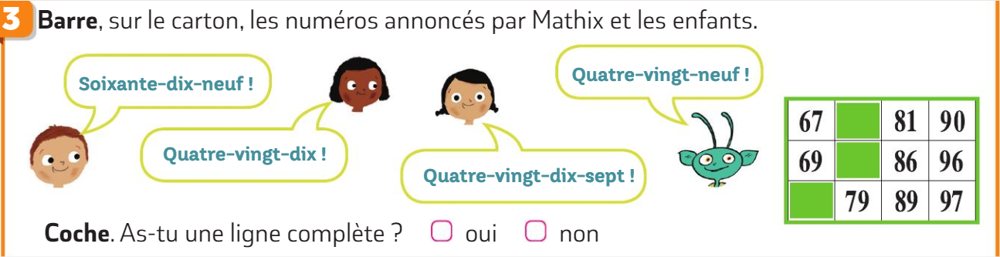 3 Barre, sur le carton, les numéros annoncés par Mathix et les enfants.
Soixante-dix-neuf !
Quatre-vingt-dix !
Quatre-vingt-dix-sept !
Quatre-vingt-neuf !
67 81 90
69 86 96
79 89 97
Coche. As-tu une ligne complète ? oui non